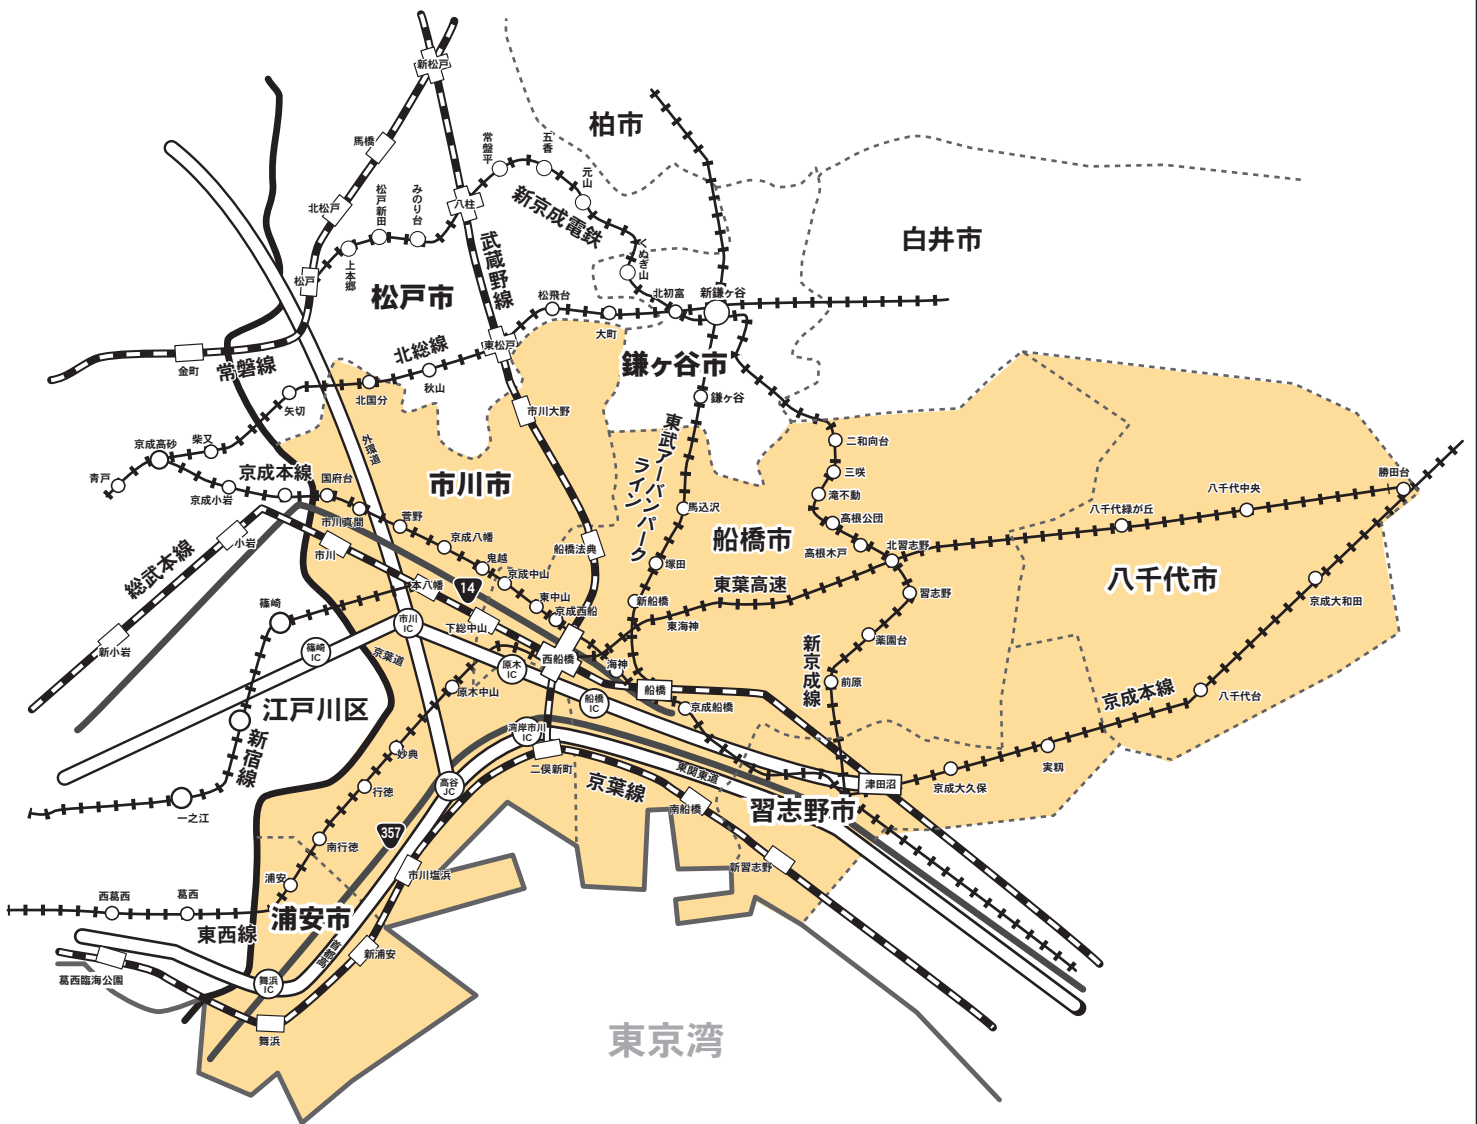 新松戸
柏市
馬橋
常盤平
五香
元山
松戸新田
みのり台
八柱
北松戸
新京成電鉄
武蔵野線
白井市
くぬぎ山
上本郷
松戸
松戸市
松飛台
北初富
新鎌ヶ谷
大町
東松戸
北総線
鎌ヶ谷市
金町
常磐線
秋山
北国分
矢切
鎌ヶ谷
市川大野
東武アーバンパーク
ライン
二和向台
柴又
京成高砂
外環道
三咲
青戸
京成本線
国府台
市川市
滝不動
勝田台
京成小岩
八千代中央
馬込沢
八千代緑が丘
市川真間
菅野
高根公団
京成八幡
船橋市
小岩
市川
鬼越
船橋法典
高根木戸
北習志野
総武本線
塚田
京成中山
八千代市
本八幡
14
東葉高速
習志野
東中山
新船橋
京成大和田
篠崎
京成西船
市川
IC
下総中山
東海神
薬園台
新小岩
篠崎
IC
京葉道
西船橋
海神
新京成線
原木
IC
前原
原木中山
船橋
京成本線
八千代台
船橋
IC
江戸川区
京成船橋
湾岸市川
IC
新宿線
妙典
二俣新町
東関東道
実籾
京成大久保
高谷
JC
行徳
京葉線
津田沼
一之江
南船橋
習志野市
357
南行徳
新習志野
市川塩浜
浦安
西葛西
葛西
浦安市
東西線
首都高
新浦安
葛西臨海公園
舞浜
IC
舞浜
東京湾